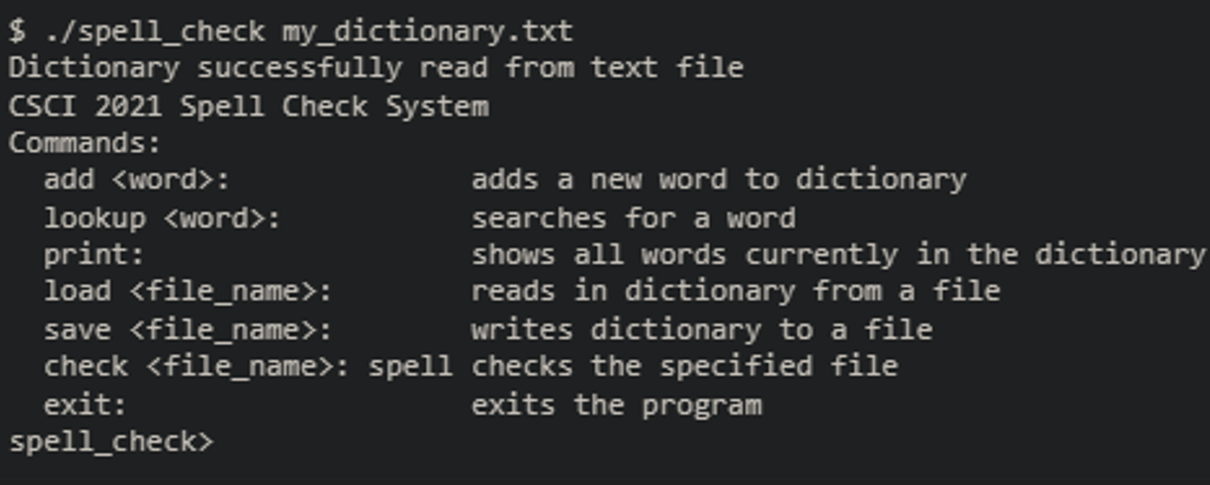 $ ./spell_check my_dictionary.txt
Dictionary successfully read from text file
CSCI 2021 Spell Check System
Commands:
  add <word>:              adds a new word to dictionary
  lookup <word>:           searches for a word
  print:                   shows all words currently in the dictionary
  load <file_name>:        reads in dictionary from a file
  save <file_name>:        writes dictionary to a file
  check <file_name>: spell checks the specified file
  exit:                    exits the program
spell_check>